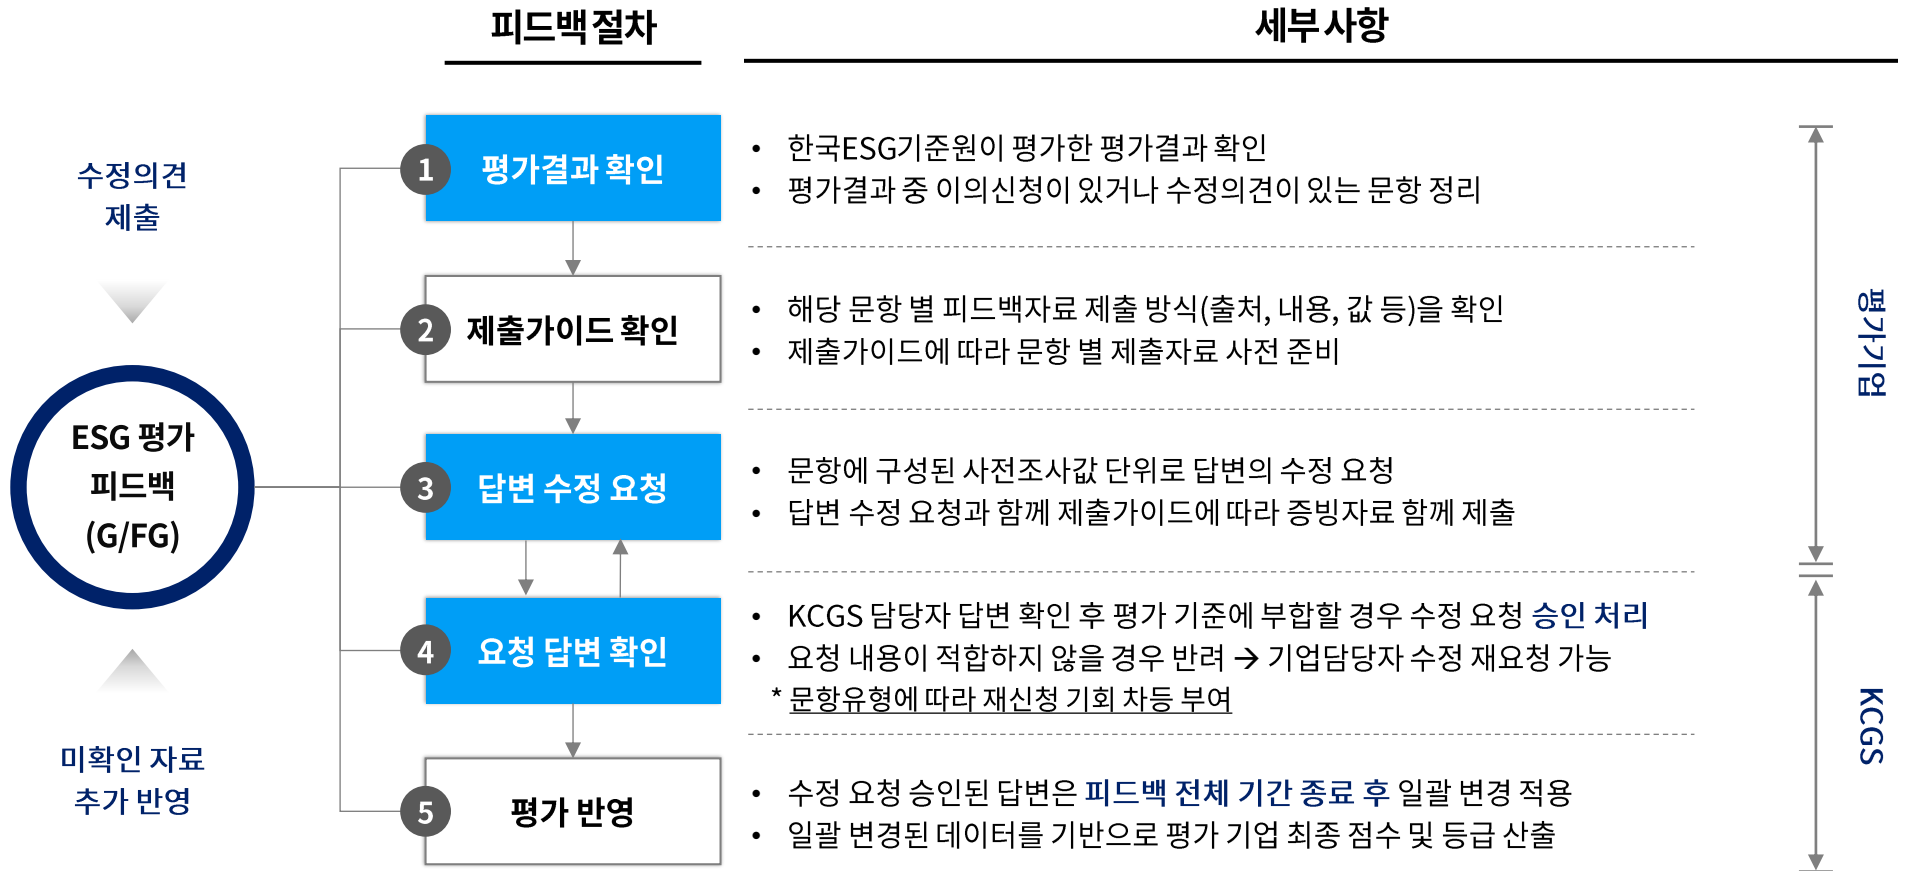 피드백 절차
세부 사항
수정의견
제출
ESG 평가
피드백
(G/FG)
미확인 자료
추가 반영
1
평가결과 확인
• 한국ESG기준원이 평가한 평가결과 확인
• 평가결과 중 이의신청이 있거나 수정의견이 있는 문항 정리
2
제출가이드 확인
• 해당 문항 별 피드백자료 제출 방식(출처, 내용, 값 등)을 확인
• 제출가이드에 따라 문항 별 제출자료 사전 준비
3
답변 수정 요청
• 문항에 구성된 사전조사값 단위로 답변의 수정 요청
• 답변 수정 요청과 함께 제출가이드에 따라 증빙자료 함께 제출
4
요청 답변 확인
• KCGS 담당자 답변 확인 후 평가 기준에 부합할 경우 수정 요청 승인 처리
• 요청 내용이 적합하지 않을 경우 반려 → 기업담당자 수정 재요청 가능
* 문항유형에 따라 재신청 기회 차등 부여
5
평가 반영
• 수정 요청 승인된 답변은 피드백 전체 기간 종료 후 일괄 변경 적용
• 일괄 변경된 데이터를 기반으로 평가 기업 최종 점수 및 등급 산출
평가기업
KCGS